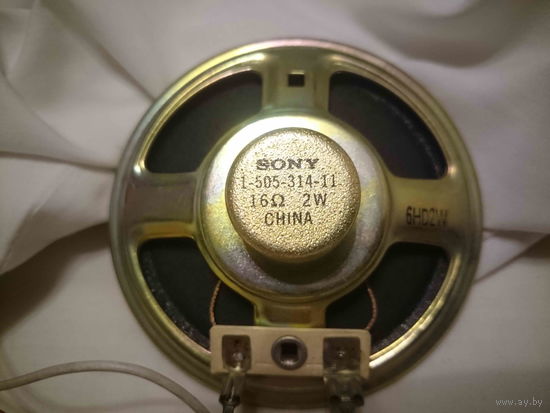 SONY
1-505-314-11
16Ω 2W
CHINA
6HD2W
www.ay.by